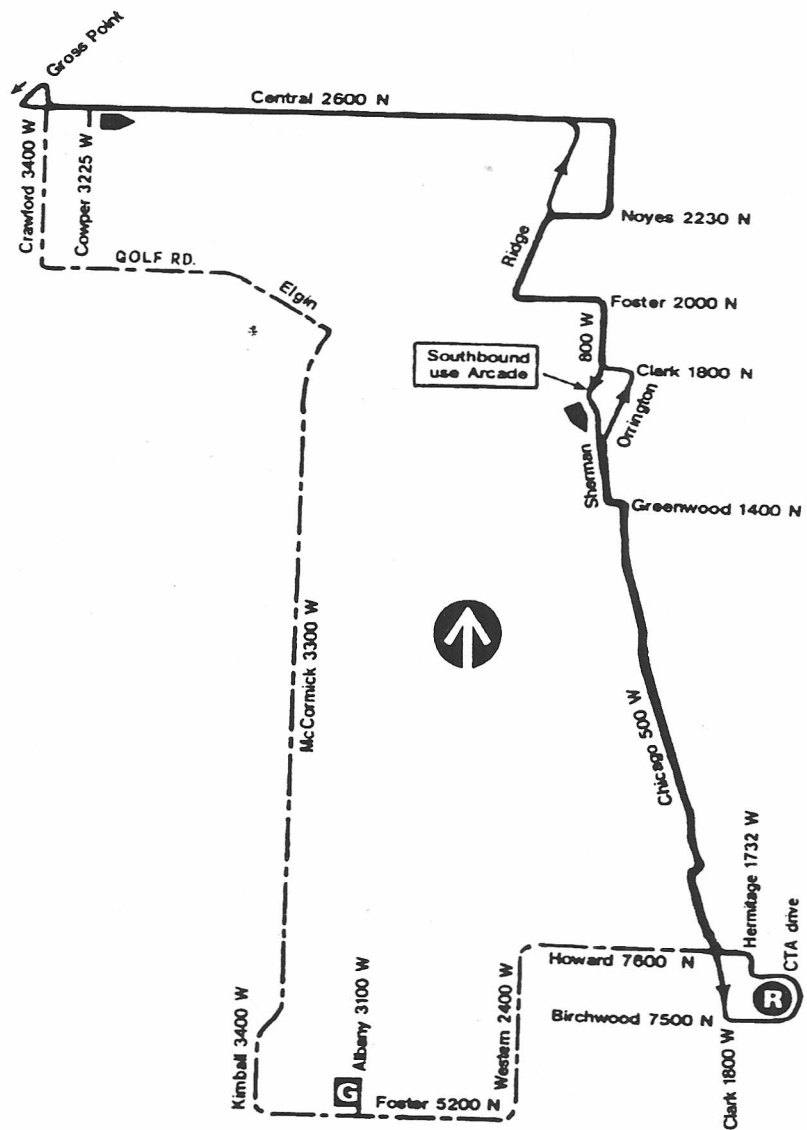 Gross Point
Central 2600 N
Crawford 3400 W
Cowper 3225 W
GOLF RD.
Elgin
Noyes 2230 N
Ridge
Foster 2000 N
800 W
Southbound
use Arcade
Clark 1800 N
Orrington
Sherman
Greenwood 1400 N
McCormick 3300 W
Chicago 500 W
Hermitage 1732 W
CTA drive
Howard 7600 N
R
Birchwood 7500 N
Clark 1800 W
Western 2400 W
Kimball 3400 W
Albany 3100 W
G
Foster 5200 N